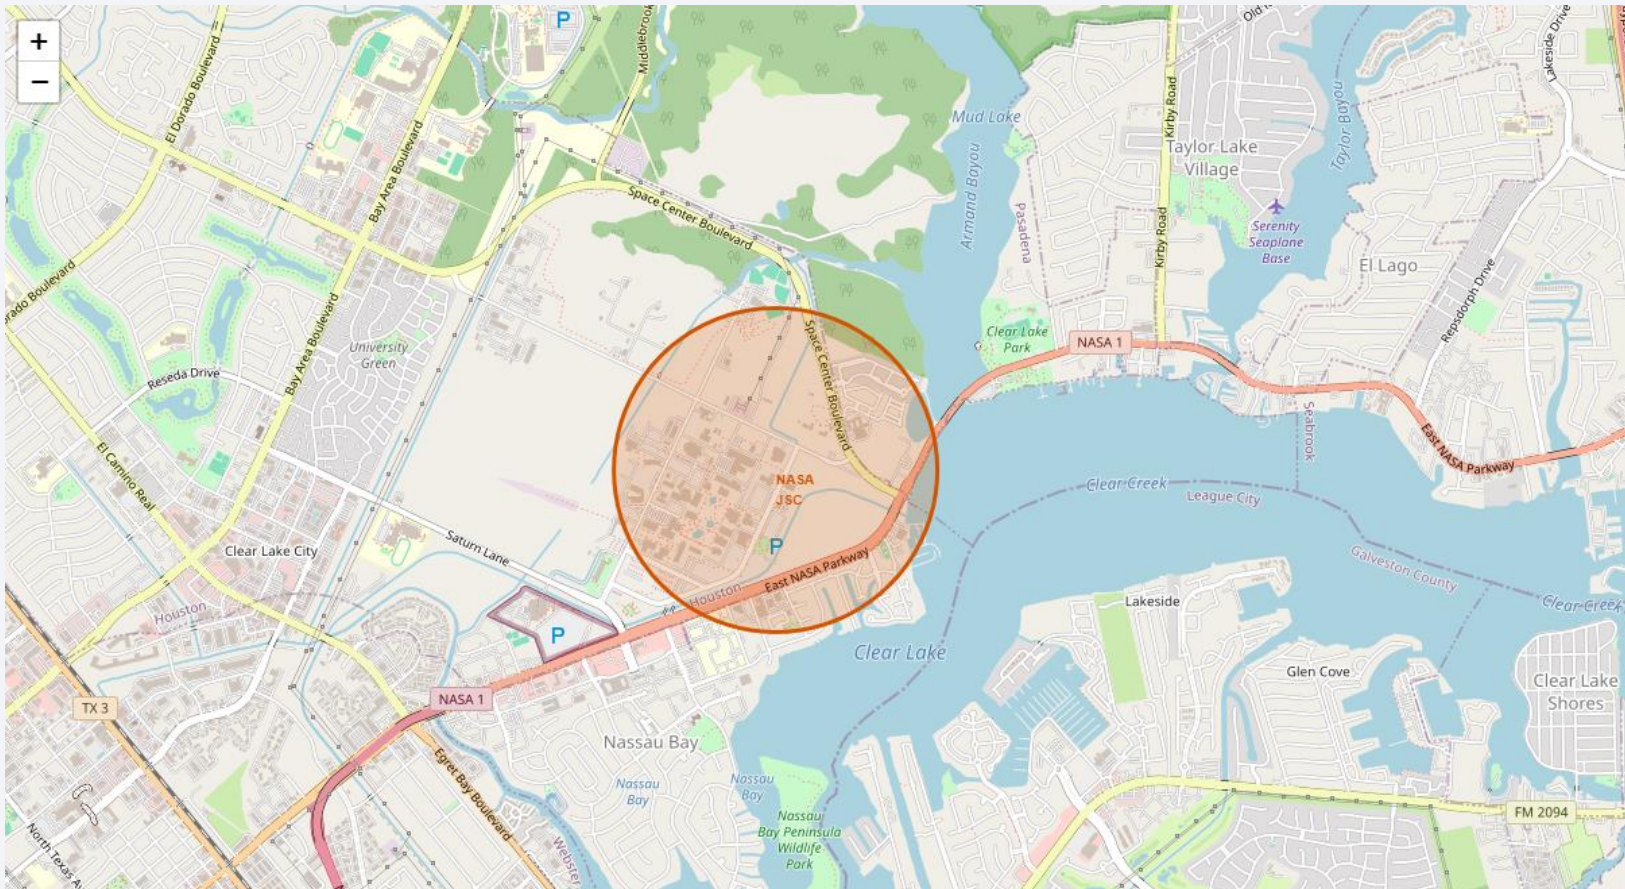 +
−
P
Middlebrook
Old
Lakeside Drive
El Dorado Boulevard
Bay Area Boulevard
Mud Lake
Kirby Road
Taylor Lake
Village
Taylor Bayou
Space Center Boulevard
Armand Bayou
Pasadena
Kirby Road
Serenity
Seaplane
Base
El Lago
Repsdorph Drive
orado Boulevard
University
Green
Bay Area Boulevard
Reseda Drive
Space Center Boulevard
Clear Lake
Park
NASA 1
Seabrook
East NASA Parkway
El Camino Real
NASA
JSC
Clear Creek
League City
Clear Lake City
Saturn Lane
P
East NASA Parkway
Houston
Galveston County
Houston
Lakeside
Clear Creek
P
Clear Lake
Glen Cove
Clear Lake
Shores
NASA 1
TX 3
Nassau Bay
Egret Bay Boulevard
Nassau
Bay
Nassau
Bay
Nassau
Bay Peninsula
Wildlife
Park
FM 2094
North Texas Av
Webster